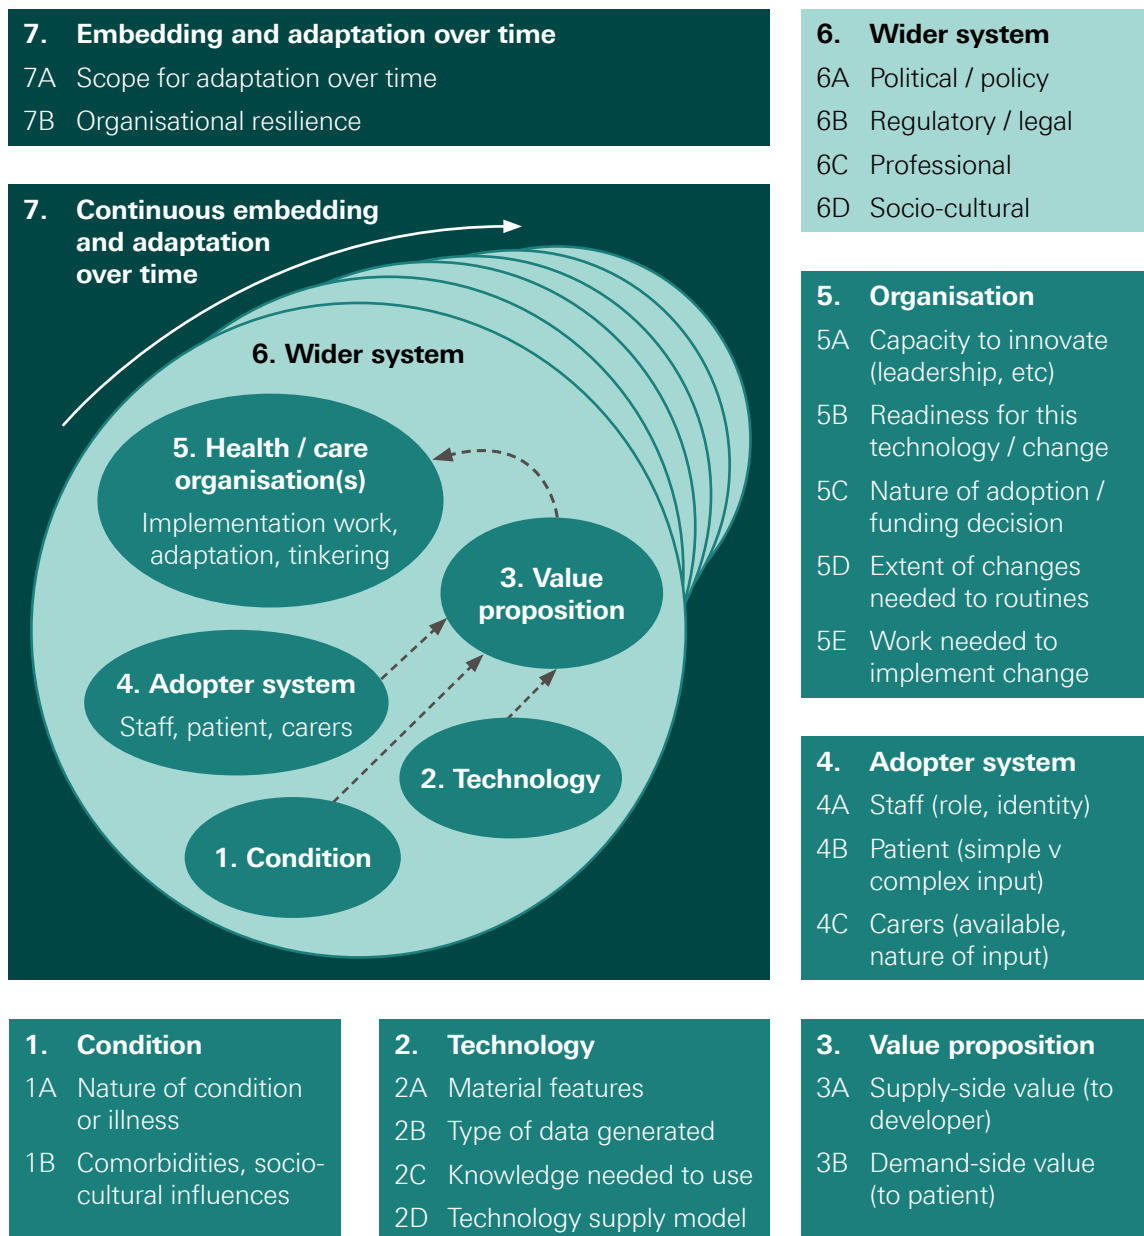 7. Embedding and adaptation over time
7A Scope for adaptation over time
7B Organisational resilience
6. Wider system
6A Political / policy
6B Regulatory / legal
6C Professional
6D Socio-cultural
7. Continuous embedding
and adaptation
over time
6. Wider system
5. Health / care
organisation(s)
Implementation work,
adaptation, tinkering
3. Value
proposition
4. Adopter system
Staff, patient, carers
2. Technology
1. Condition
5. Organisation
5A Capacity to innovate
(leadership, etc)
5B Readiness for this
technology / change
5C Nature of adoption /
funding decision
5D Extent of changes
needed to routines
5E Work needed to
implement change
4. Adopter system
4A Staff (role, identity)
4B Patient (simple v
complex input)
4C Carers (available,
nature of input)
1. Condition
1A Nature of condition
or illness
1B Comorbidities, socio-
cultural influences
2. Technology
2A Material features
2B Type of data generated
2C Knowledge needed to use
2D Technology supply model
3. Value proposition
3A Supply-side value (to
developer)
3B Demand-side value
(to patient)